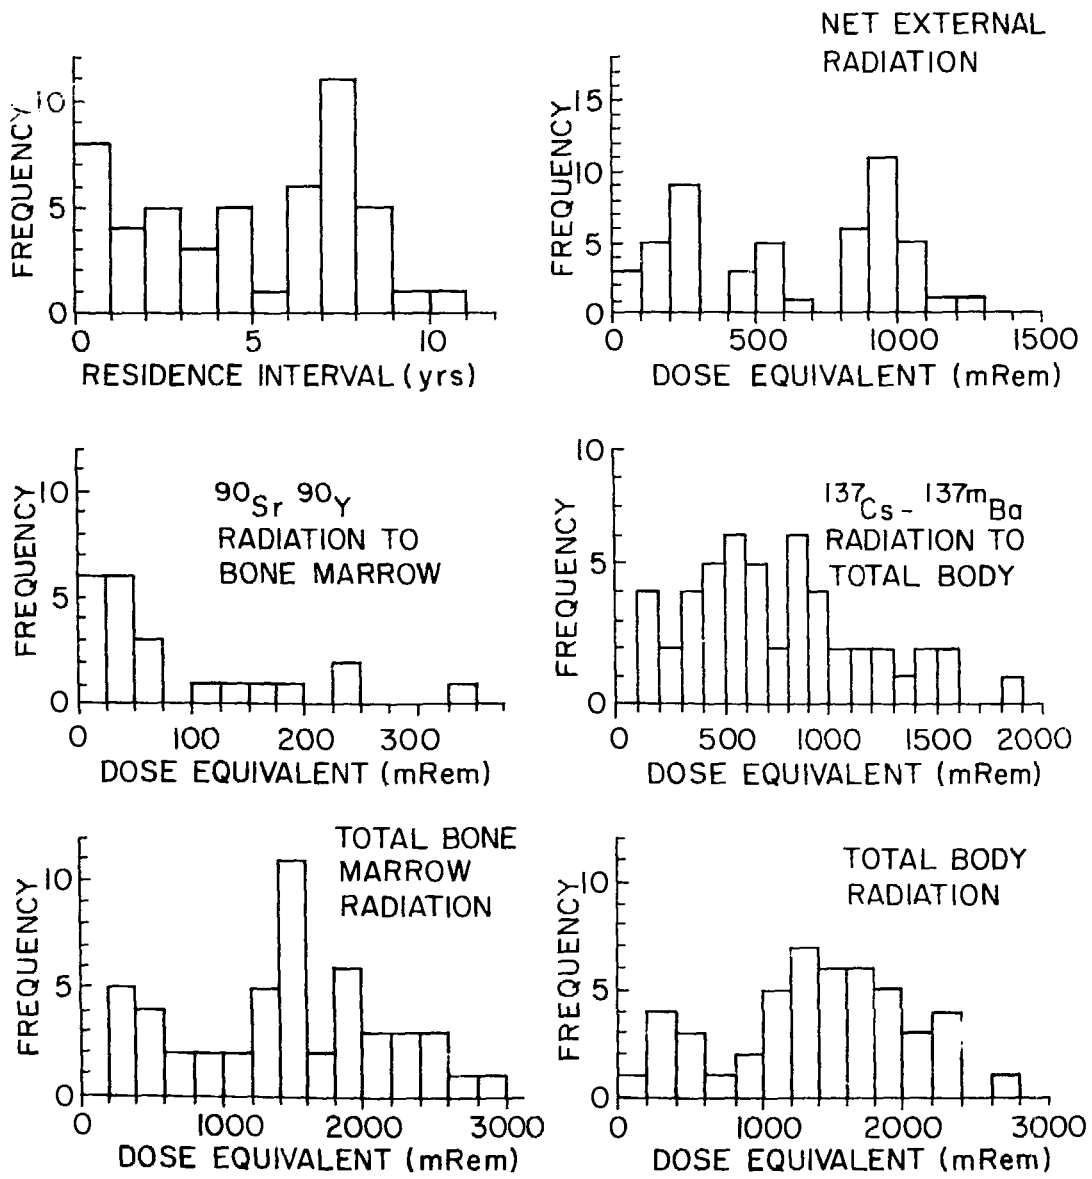 FREQUENCY
10
5
0
0 5 10
RESIDENCE INTERVAL (yrs)
NET EXTERNAL
RADIATION
FREQUENCY
15
10
5
0
0 500 1000 1500
DOSE EQUIVALENT (mRem)
90Sr 90Y
RADIATION TO
BONE MARROW
FREQUENCY
10
5
0
0 100 200 300
DOSE EQUIVALENT (mRem)
137Cs - 137mBa
RADIATION TO
TOTAL BODY
FREQUENCY
10
5
0
0 500 1000 1500 2000
DOSE EQUIVALENT (mRem)
TOTAL BONE
MARROW
RADIATION
FREQUENCY
10
5
0
0 1000 2000 3000
DOSE EQUIVALENT (mRem)
TOTAL BODY
RADIATION
FREQUENCY
10
5
0
0 1000 2000 3000
DOSE EQUIVALENT (mRem)